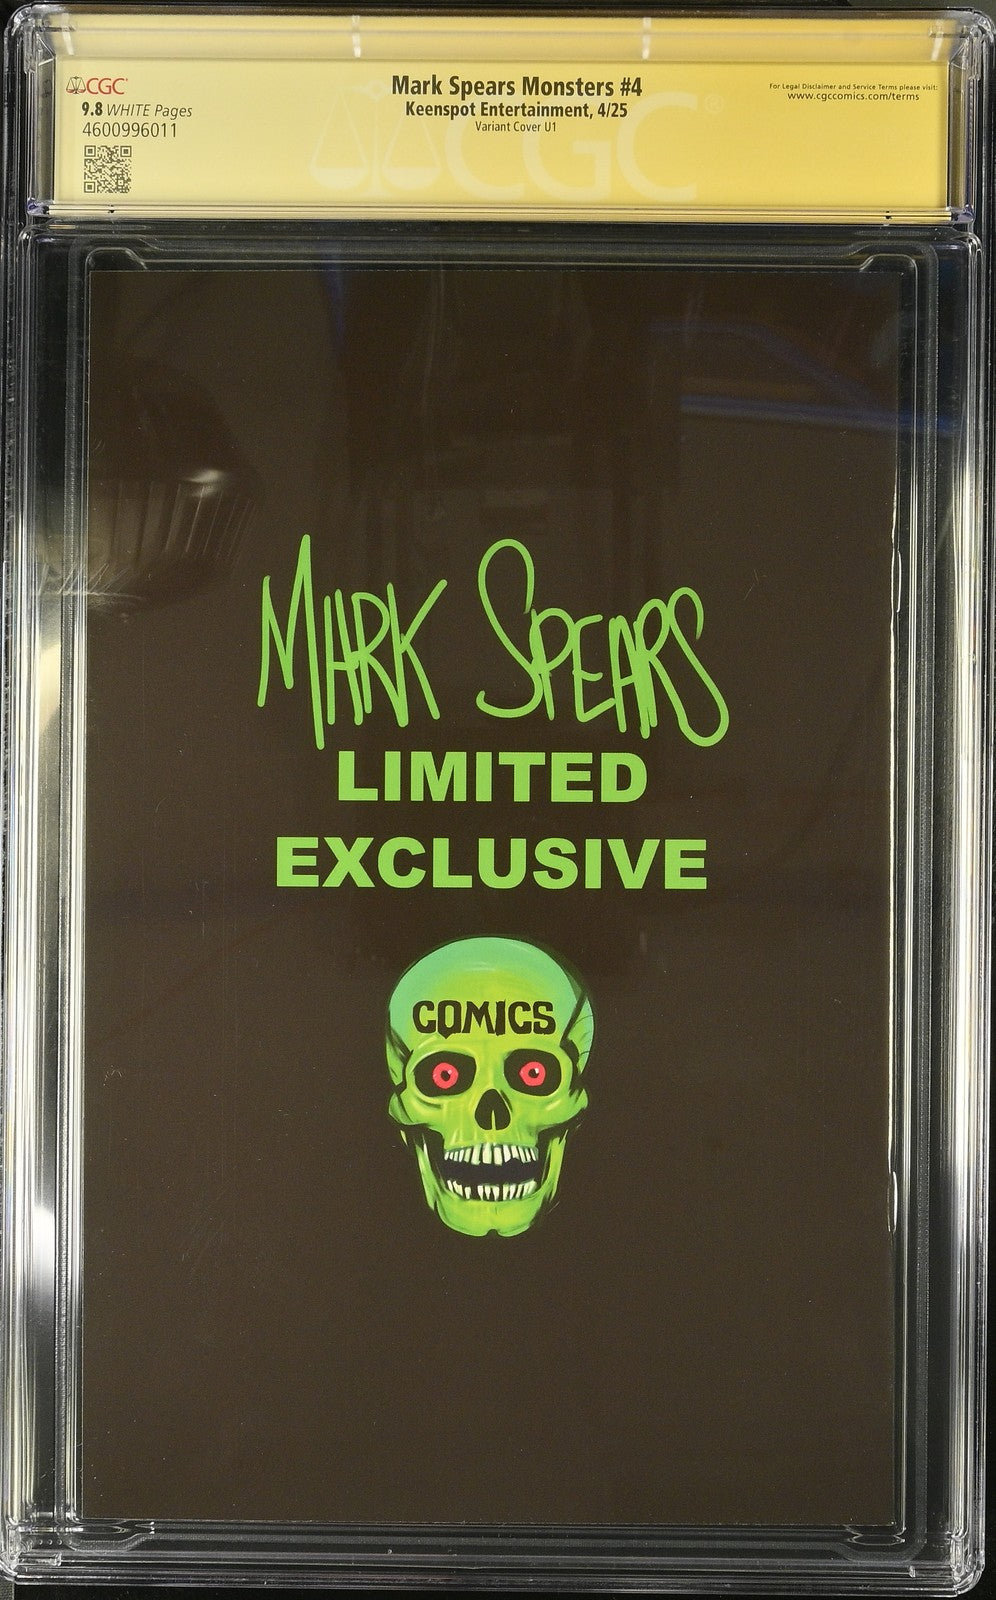 CGC
9.8 WHITE Pages
4600996011
Mark Spears Monsters #4
Keenspot Entertainment, 4/25
Variant Cover U1
For Legal Disclaimer and Service Terms please visit:
www.cgccomics.com/terms
CGC®
MARK SPEARS
LIMITED
EXCLUSIVE
COMICS